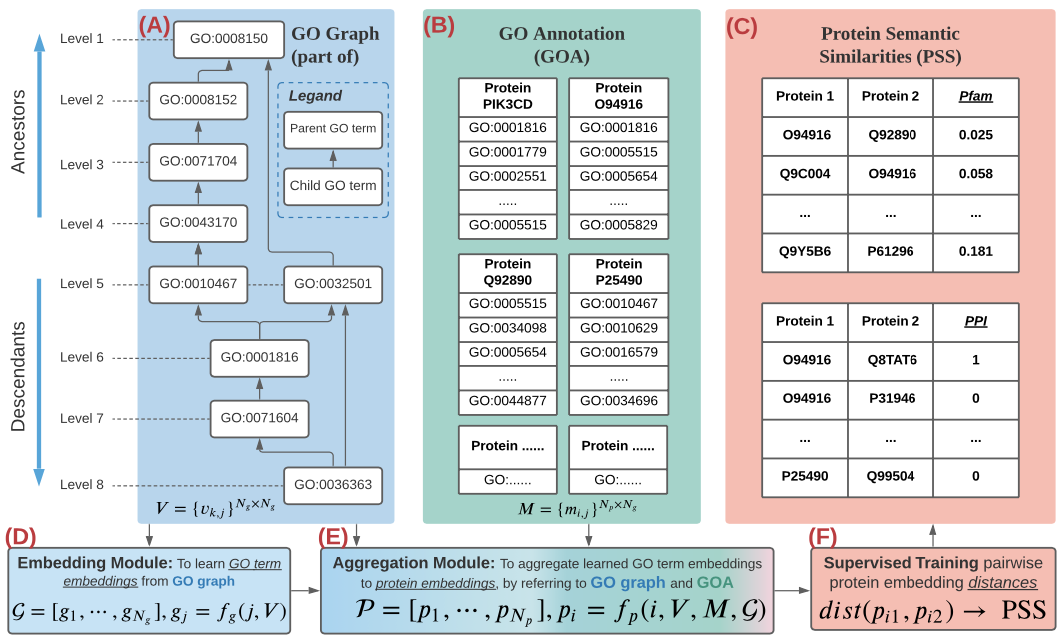 (A)
GO Graph
(part of)
Level 1
GO:0008150
Level 2
GO:0008152
Level 3
GO:0071704
Level 4
GO:0043170
Level 5
GO:0010467
GO:0032501
Level 6
GO:0001816
Level 7
GO:0071604
Level 8
GO:0036363
Ancestors
Descendants
Legand
Parent GO term
Child GO term
V = {v_{k,j}}^{N_g×N_g}
(B)
GO Annotation
(GOA)
Protein
PIK3CD
GO:0001816
GO:0001779
GO:0002551
.....
GO:0005515
Protein
O94916
GO:0001816
GO:0005515
GO:0005654
.....
GO:0005829
Protein
Q92890
GO:0005515
GO:0034098
GO:0005654
.....
GO:0044877
Protein
P25490
GO:0010467
GO:0010629
GO:0016579
.....
GO:0034696
Protein ......
GO:......
Protein ......
GO:......
M = {m_{i,j}}^{N_p×N_g}
(C)
Protein Semantic
Similarities (PSS)
Protein 1 Protein 2 Pfam
O94916 Q92890 0.025
Q9C004 O94916 0.058
... ... ...
Q9Y5B6 P61296 0.181
Protein 1 Protein 2 PPI
O94916 Q8TAT6 1
O94916 P31946 0
... ... ...
P25490 Q99504 0
(D)
Embedding Module: To learn GO term
embeddings from GO graph
𝒢 = [g_1, ⋯, g_{N_g}], g_j = f_g(j, V)
(E)
Aggregation Module: To aggregate learned GO term embeddings
to protein embeddings, by referring to GO graph and GOA
𝒫 = [p_1, ⋯, p_{N_p}], p_i = f_p(i, V, M, 𝒢)
(F)
Supervised Training pairwise
protein embedding distances
dist(p_{i1}, p_{i2}) → PSS